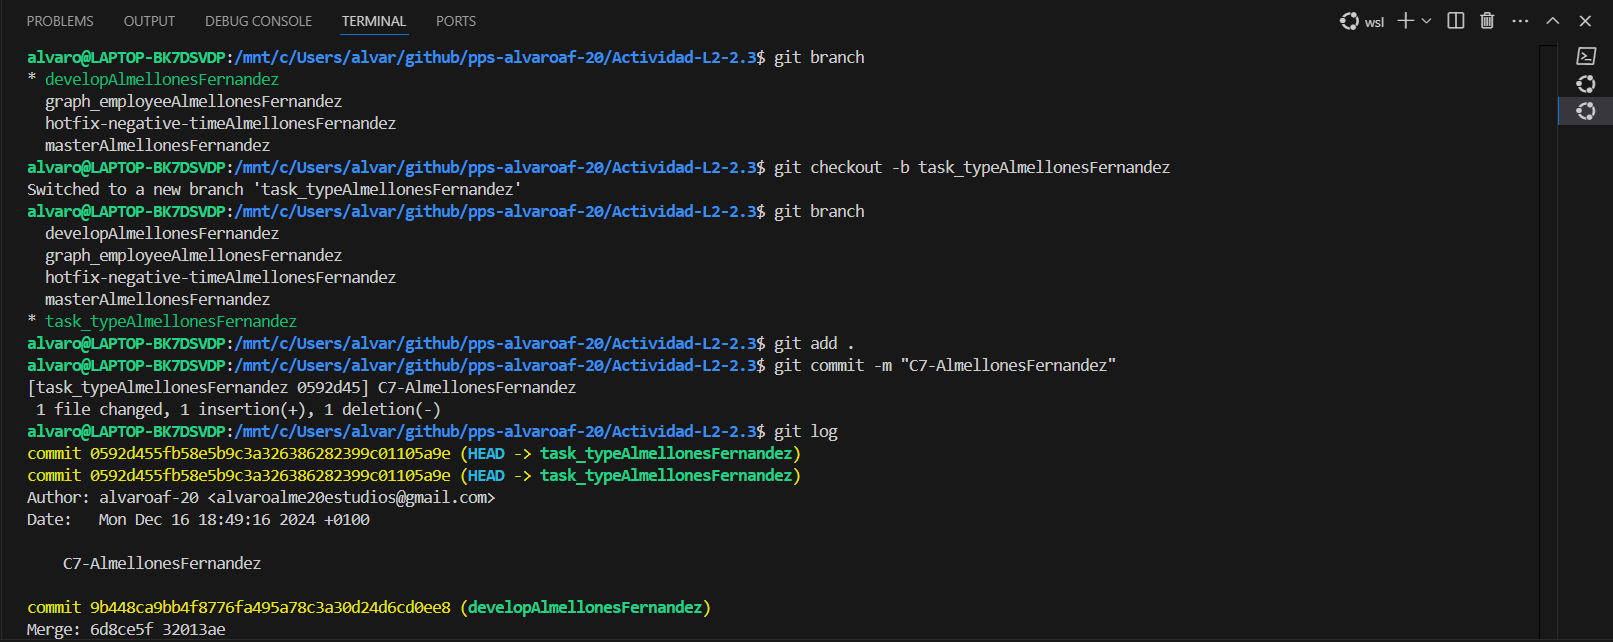 PROBLEMS OUTPUT DEBUG CONSOLE TERMINAL PORTS wsl
alvaro@LAPTOP-BK7DSVDP:/mnt/c/Users/alvar/github/pps-alvaroaf-20/Actividad-L2-2.3$ git branch
* developAlmellonesFernandez
  graph_employeeAlmellonesFernandez
  hotfix-negative-timeAlmellonesFernandez
  masterAlmellonesFernandez
alvaro@LAPTOP-BK7DSVDP:/mnt/c/Users/alvar/github/pps-alvaroaf-20/Actividad-L2-2.3$ git checkout -b task_typeAlmellonesFernandez
Switched to a new branch 'task_typeAlmellonesFernandez'
alvaro@LAPTOP-BK7DSVDP:/mnt/c/Users/alvar/github/pps-alvaroaf-20/Actividad-L2-2.3$ git branch
  developAlmellonesFernandez
  graph_employeeAlmellonesFernandez
  hotfix-negative-timeAlmellonesFernandez
  masterAlmellonesFernandez
* task_typeAlmellonesFernandez
alvaro@LAPTOP-BK7DSVDP:/mnt/c/Users/alvar/github/pps-alvaroaf-20/Actividad-L2-2.3$ git add .
alvaro@LAPTOP-BK7DSVDP:/mnt/c/Users/alvar/github/pps-alvaroaf-20/Actividad-L2-2.3$ git commit -m "C7-AlmellonesFernandez"
[task_typeAlmellonesFernandez 0592d45] C7-AlmellonesFernandez
 1 file changed, 1 insertion(+), 1 deletion(-)
alvaro@LAPTOP-BK7DSVDP:/mnt/c/Users/alvar/github/pps-alvaroaf-20/Actividad-L2-2.3$ git log
commit 0592d455fb58e5b9c3a326386282399c01105a9e (HEAD -> task_typeAlmellonesFernandez)
commit 0592d455fb58e5b9c3a326386282399c01105a9e (HEAD -> task_typeAlmellonesFernandez)
Author: alvaroaf-20 <alvaroalme20estudios@gmail.com>
Date:   Mon Dec 16 18:49:16 2024 +0100
    C7-AlmellonesFernandez
commit 9b448ca9bb4f8776fa495a78c3a30d24d6cd0ee8 (developAlmellonesFernandez)
Merge: 6d8ce5f 32013ae